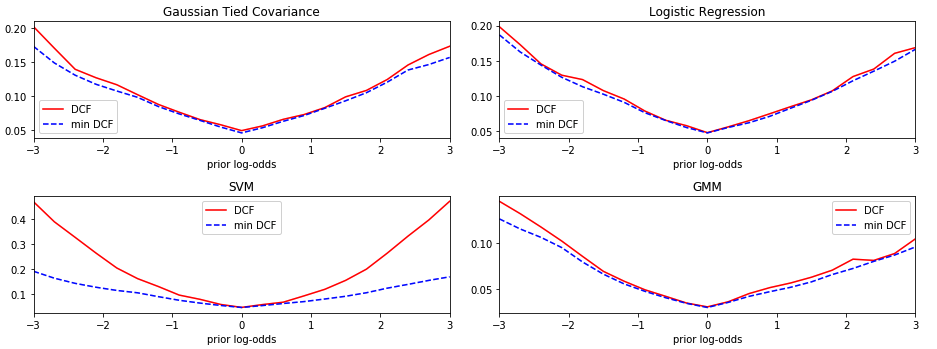 Gaussian Tied Covariance
0.20
0.15
0.10
0.05
DCF
min DCF
−3 −2 −1 0 1 2 3
prior log-odds
Logistic Regression
0.20
0.15
0.10
0.05
DCF
min DCF
−3 −2 −1 0 1 2 3
prior log-odds
SVM
0.4
0.3
0.2
0.1
DCF
min DCF
−3 −2 −1 0 1 2 3
prior log-odds
GMM
0.10
0.05
DCF
min DCF
−3 −2 −1 0 1 2 3
prior log-odds